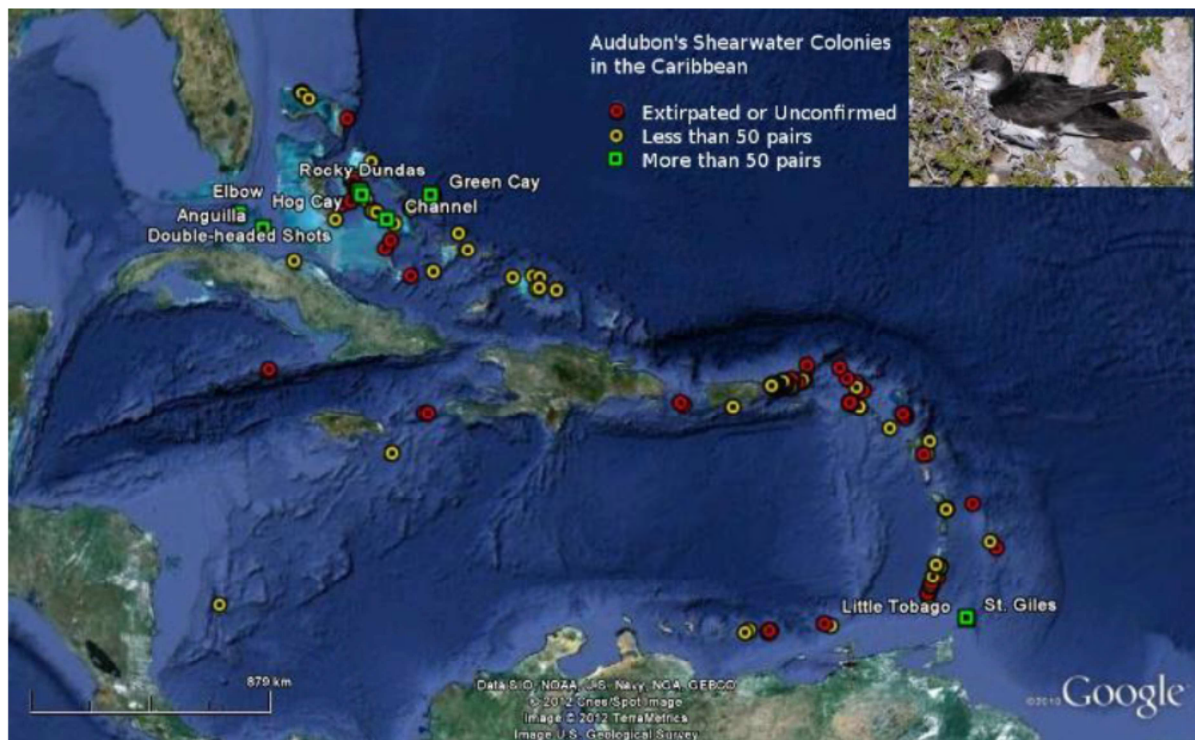 Audubon's Shearwater Colonies
in the Caribbean
Extirpated or Unconfirmed
Less than 50 pairs
More than 50 pairs
Rocky Dundas
Green Cay
Elbow
Hog Cay
Channel
Anguilla
Double-headed Shots
Little Tobago
St. Giles
879 km
Data SIO, NOAA, U.S. Navy, NGA, GEBCO
© 2012 Cnes/Spot Image
Image © 2012 TerraMetrics
Image U.S. Geological Survey
©2010 Google